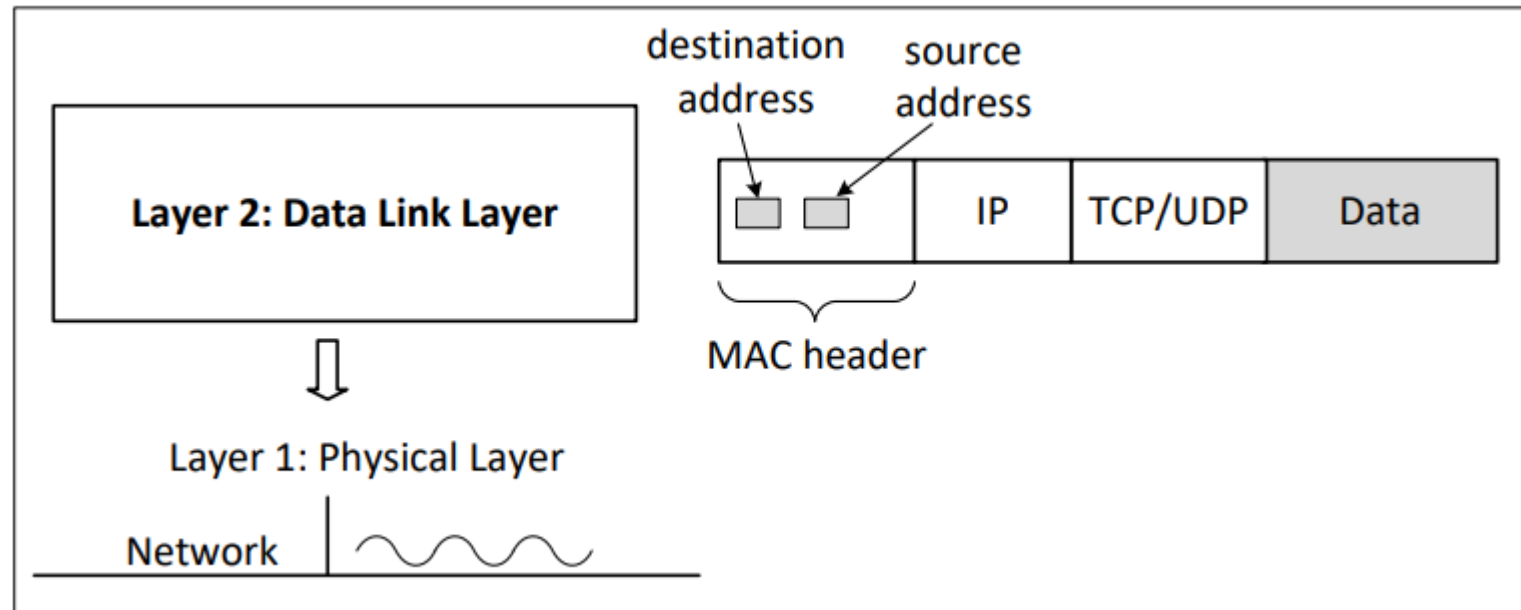 destination
address
source
address
Layer 2: Data Link Layer
IP
TCP/UDP
Data
MAC header
Layer 1: Physical Layer
Network